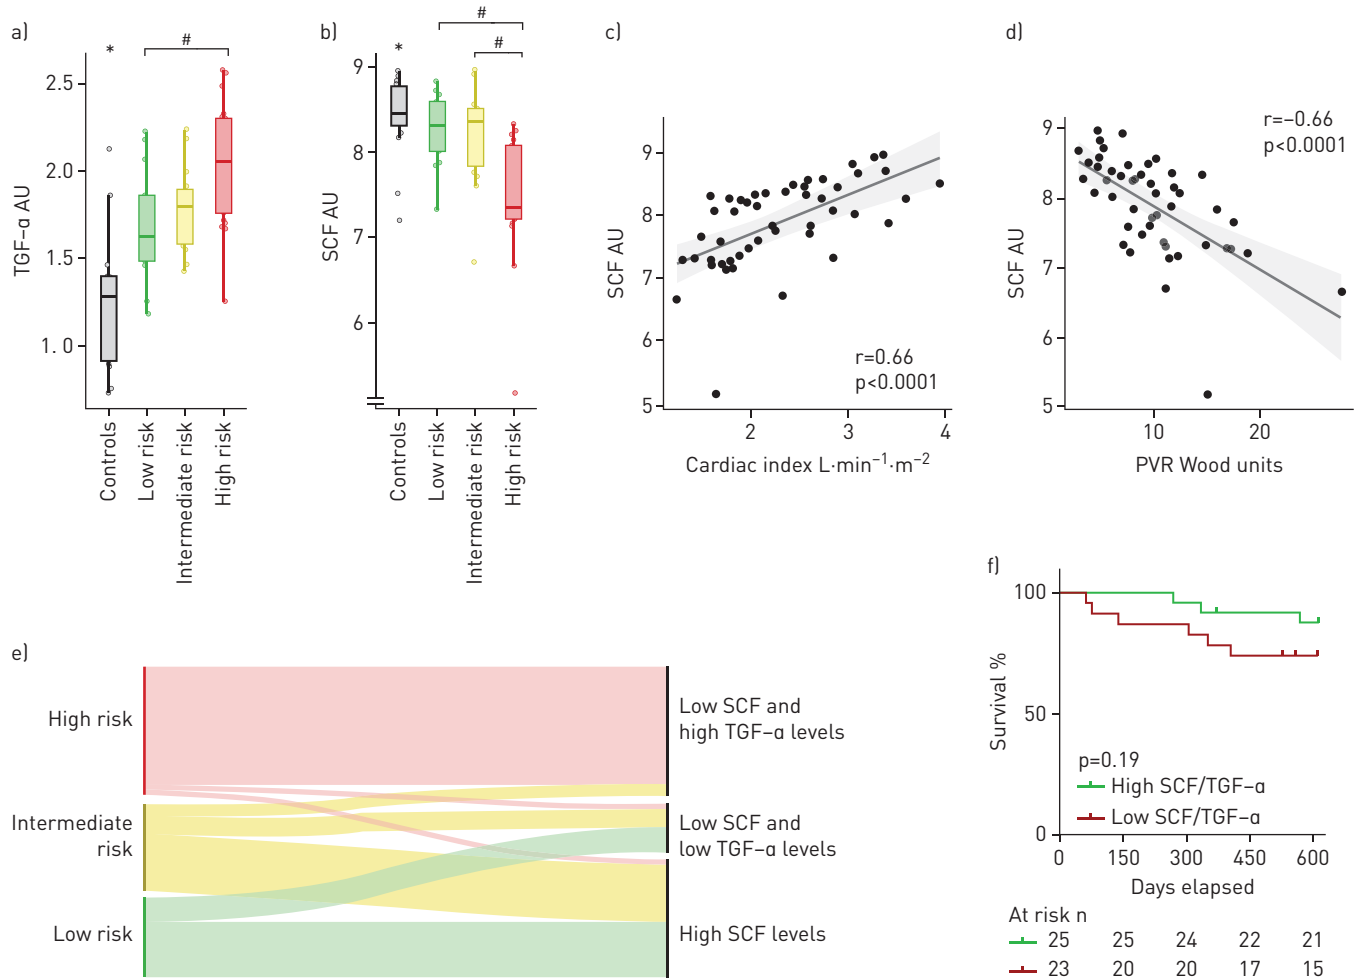 a)
*
#
TGF–α AU
2.5
2.0
1.5
1.0
Controls
Low risk
Intermediate risk
High risk
b)
#
#
*
SCF AU
9
8
7
6
Controls
Low risk
Intermediate risk
High risk
c)
SCF AU
9
8
7
6
5
r=0.66
p<0.0001
2
3
4
Cardiac index L·min⁻¹·m⁻²
d)
SCF AU
9
8
7
6
5
r=−0.66
p<0.0001
10
20
PVR Wood units
e)
High risk
Intermediate
risk
Low risk
Low SCF and
high TGF–α levels
Low SCF and
low TGF–α levels
High SCF levels
f)
Survival %
100
50
0
p=0.19
High SCF/TGF–α
Low SCF/TGF–α
0 150 300 450 600
Days elapsed
At risk n
25 25 24 22 21
23 20 20 17 15